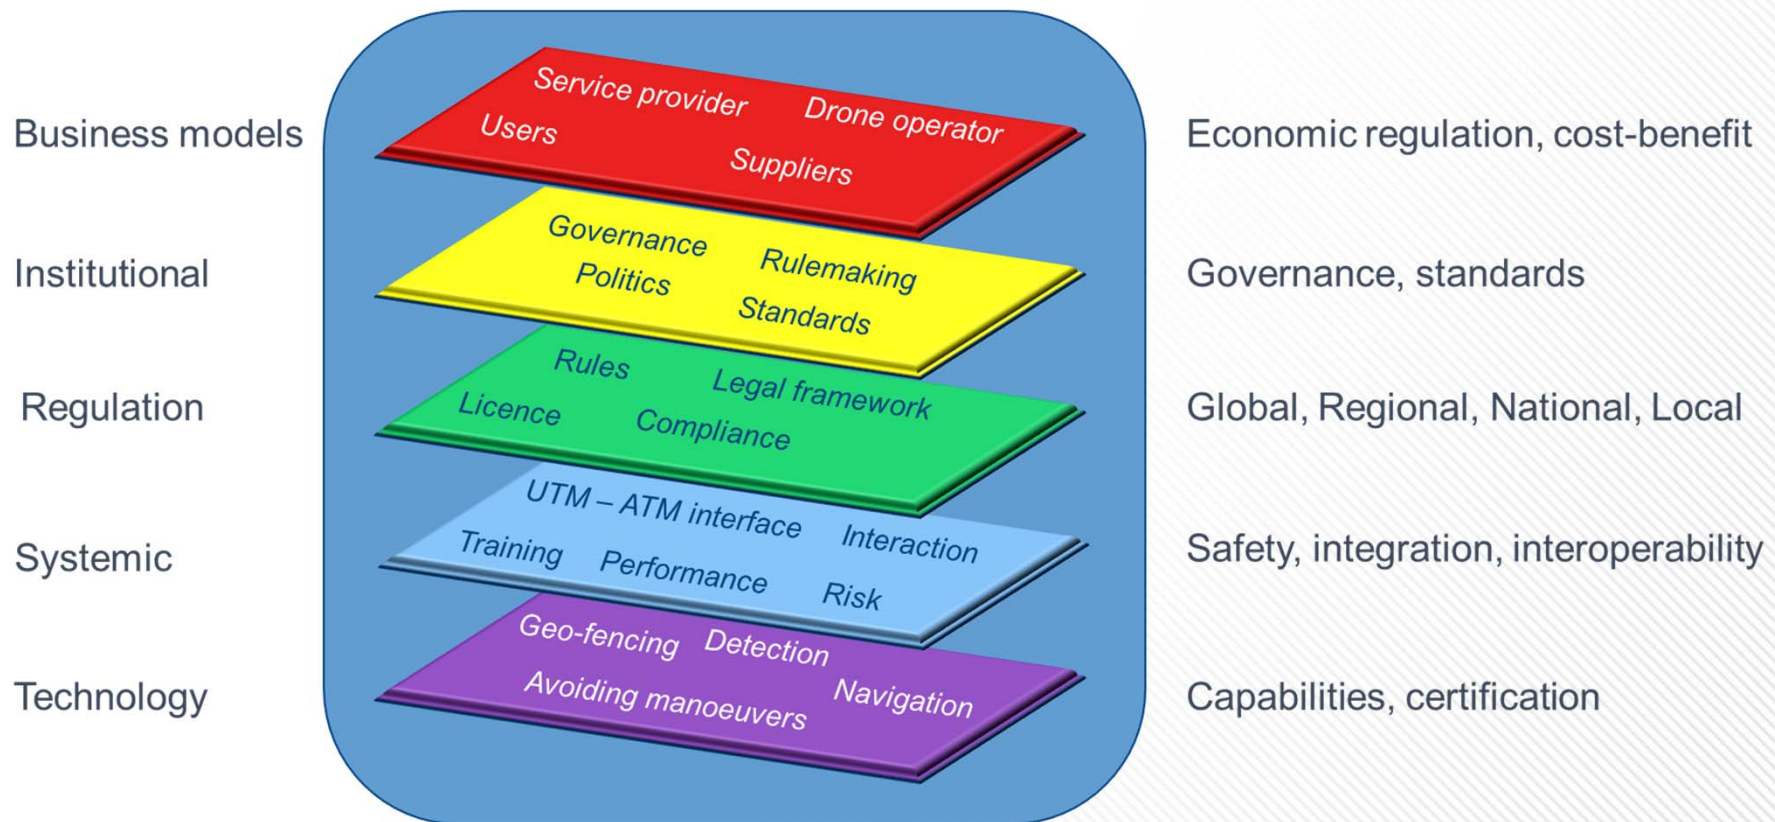 Business models
Service provider
Drone operator
Users
Suppliers
Economic regulation, cost-benefit
Institutional
Governance
Rulemaking
Politics
Standards
Governance, standards
Regulation
Rules
Legal framework
Licence
Compliance
Global, Regional, National, Local
Systemic
UTM – ATM interface
Interaction
Training
Performance
Risk
Safety, integration, interoperability
Technology
Geo-fencing
Detection
Avoiding manoeuvers
Navigation
Capabilities, certification